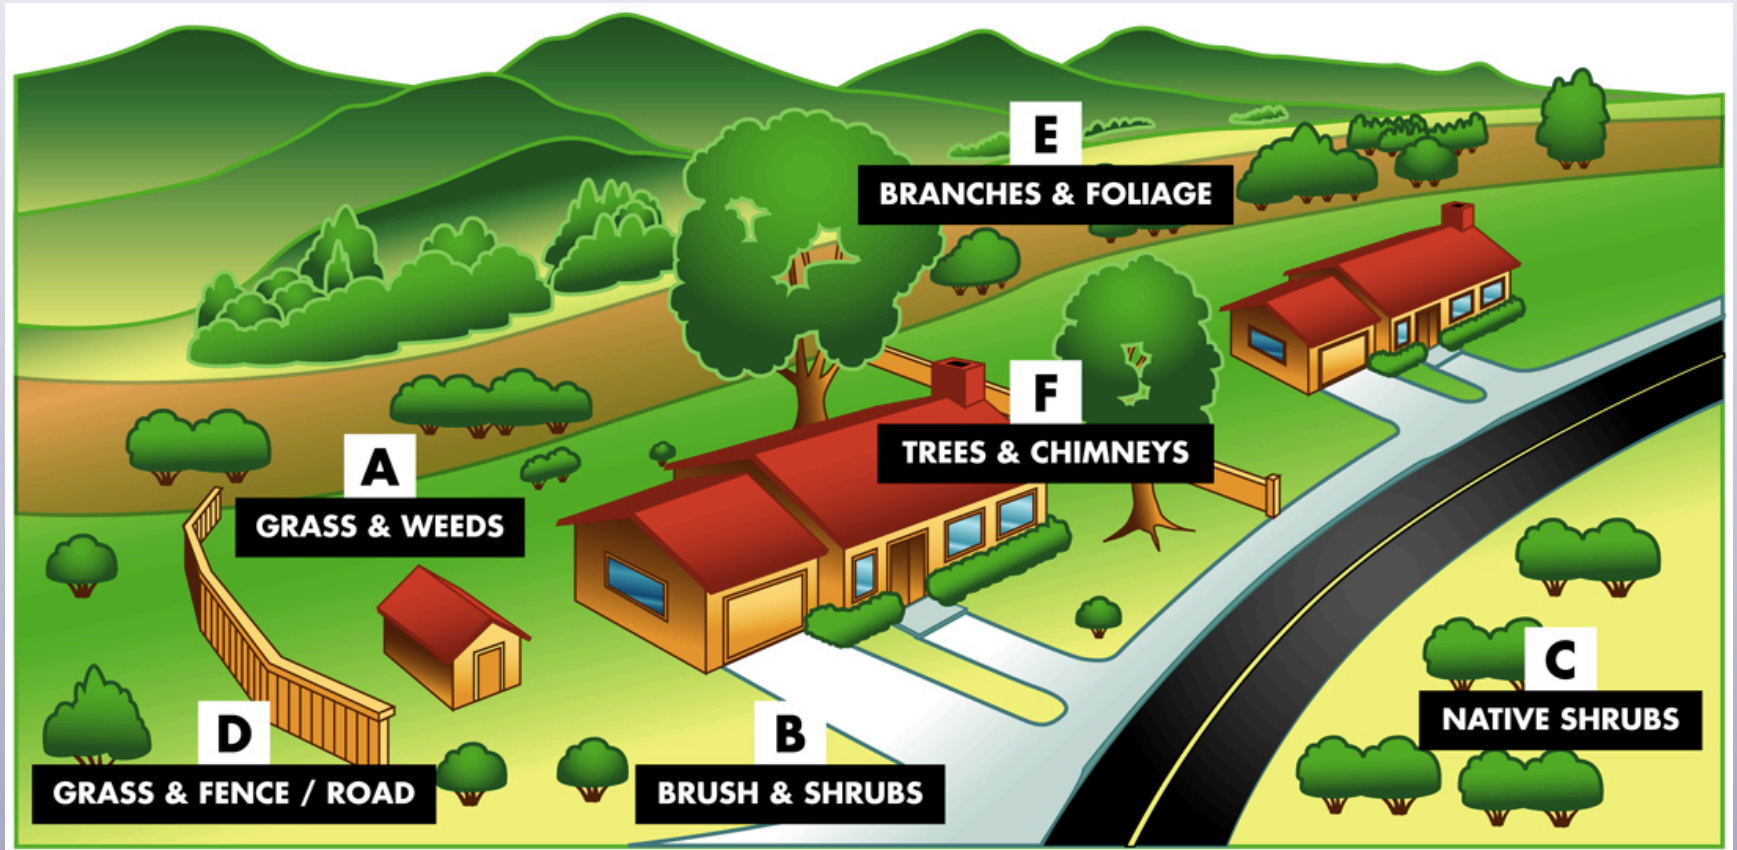 E
BRANCHES & FOLIAGE
F
TREES & CHIMNEYS
A
GRASS & WEEDS
C
NATIVE SHRUBS
D
GRASS & FENCE / ROAD
B
BRUSH & SHRUBS